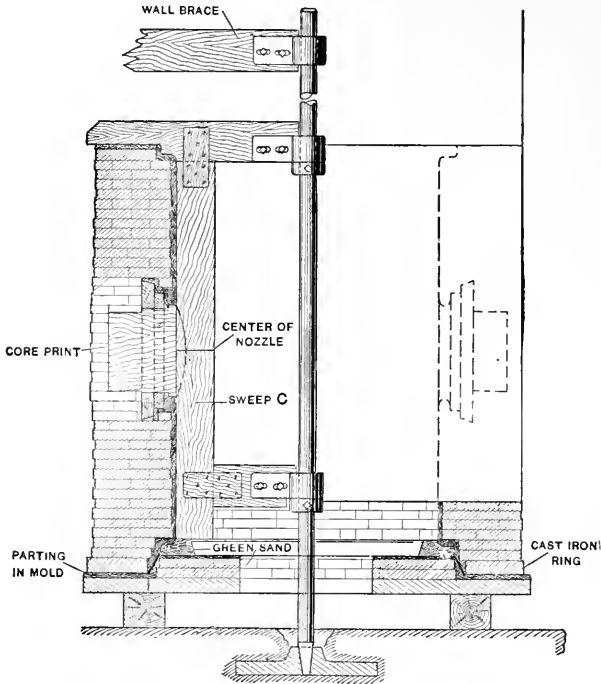 WALL BRACE
CENTER OF
NOZZLE
CORE PRINT
SWEEP C
GREEN SAND
PARTING
IN MOLD
CAST IRON
RING